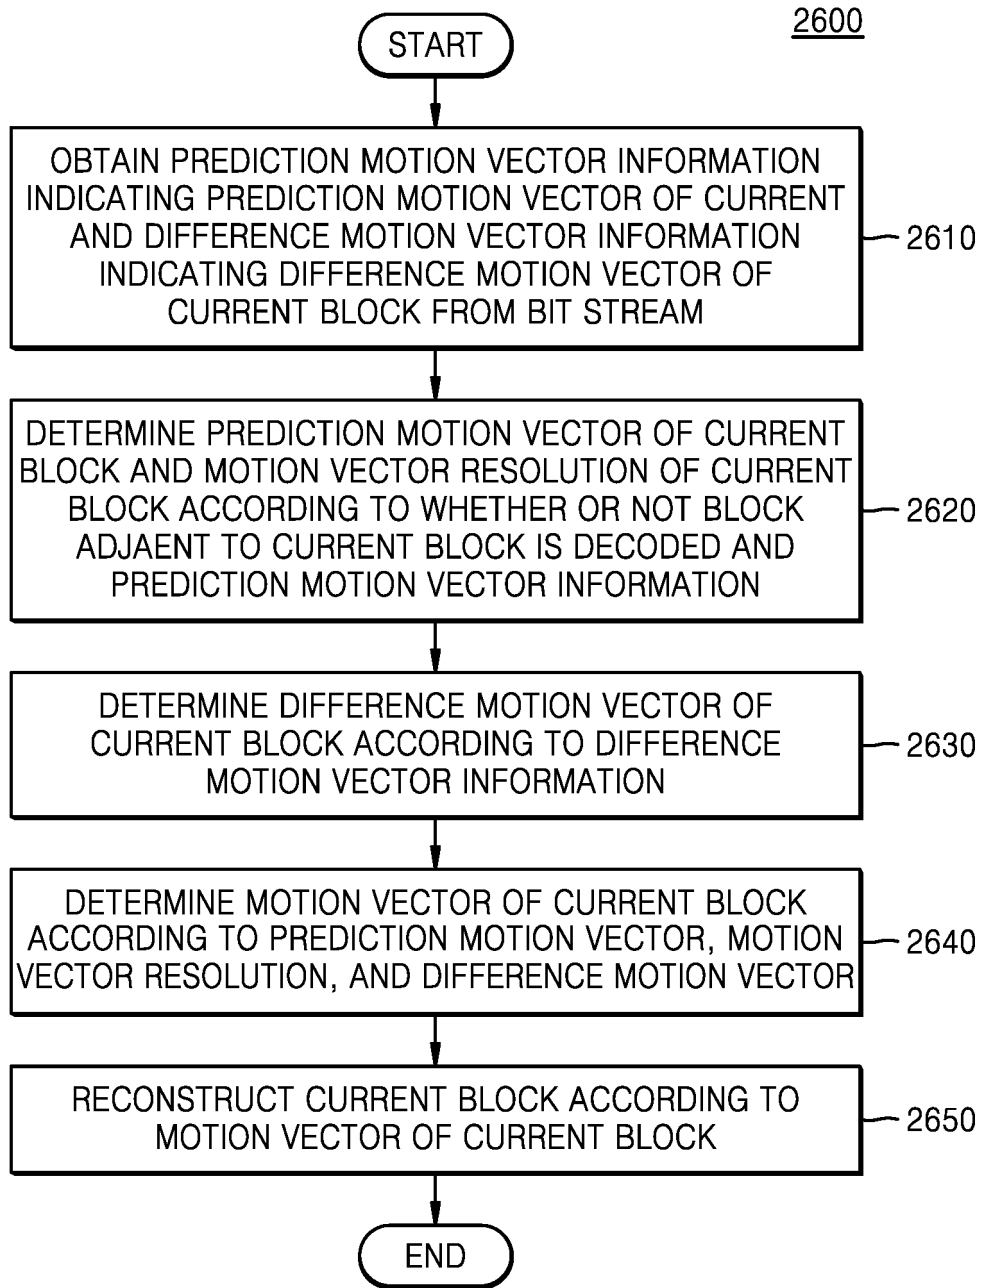 2600
START
OBTAIN PREDICTION MOTION VECTOR INFORMATION
INDICATING PREDICTION MOTION VECTOR OF CURRENT
AND DIFFERENCE MOTION VECTOR INFORMATION
INDICATING DIFFERENCE MOTION VECTOR OF
CURRENT BLOCK FROM BIT STREAM
2610
DETERMINE PREDICTION MOTION VECTOR OF CURRENT
BLOCK AND MOTION VECTOR RESOLUTION OF CURRENT
BLOCK ACCORDING TO WHETHER OR NOT BLOCK
ADJAENT TO CURRENT BLOCK IS DECODED AND
PREDICTION MOTION VECTOR INFORMATION
2620
DETERMINE DIFFERENCE MOTION VECTOR OF
CURRENT BLOCK ACCORDING TO DIFFERENCE
MOTION VECTOR INFORMATION
2630
DETERMINE MOTION VECTOR OF CURRENT BLOCK
ACCORDING TO PREDICTION MOTION VECTOR, MOTION
VECTOR RESOLUTION, AND DIFFERENCE MOTION VECTOR
2640
RECONSTRUCT CURRENT BLOCK ACCORDING TO
MOTION VECTOR OF CURRENT BLOCK
2650
END